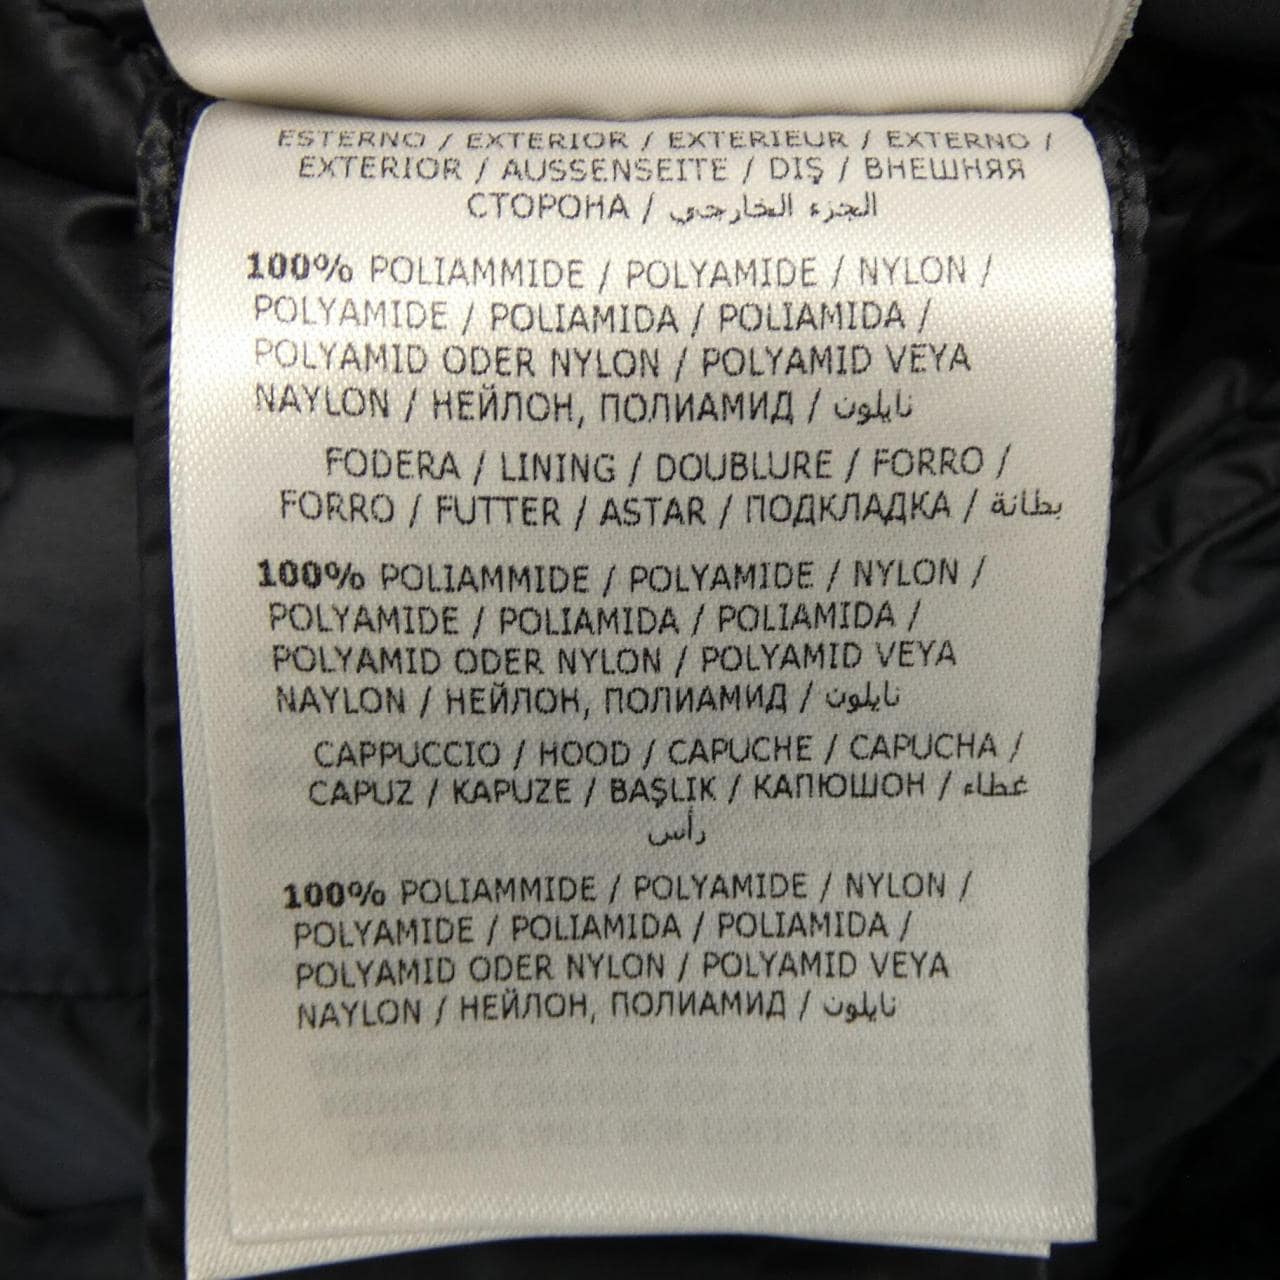 ESTERNO / EXTERIOR / EXTERIEUR / EXTERNO /
EXTERIOR / AUSSENSEITE / DIŞ / ВНЕШНЯЯ
СТОРОНА / الجزء الخارجي
100% POLIAMMIDE / POLYAMIDE / NYLON /
POLYAMIDE / POLIAMIDA / POLIAMIDA /
POLYAMID ODER NYLON / POLYAMID VEYA
NAYLON / НЕЙЛОН, ПОЛИАМИД / نايلون
FODERA / LINING / DOUBLURE / FORRO /
FORRO / FUTTER / ASTAR / ПОДКЛАДКА / بطانة
100% POLIAMMIDE / POLYAMIDE / NYLON /
POLYAMIDE / POLIAMIDA / POLIAMIDA /
POLYAMID ODER NYLON / POLYAMID VEYA
NAYLON / НЕЙЛОН, ПОЛИАМИД / نايلون
CAPPUCCIO / HOOD / CAPUCHE / CAPUCHA /
CAPUZ / KAPUZE / BAŞLIK / КАПЮШОН / غطاء
رأس
100% POLIAMMIDE / POLYAMIDE / NYLON /
POLYAMIDE / POLIAMIDA / POLIAMIDA /
POLYAMID ODER NYLON / POLYAMID VEYA
NAYLON / НЕЙЛОН, ПОЛИАМИД / نايلون